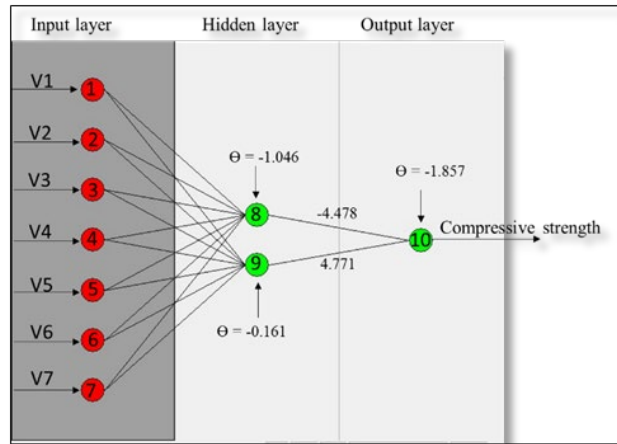 Input layer
Hidden layer
Output layer
V1
1
V2
2
V3
3
V4
4
V5
5
V6
6
V7
7
Θ = -1.046
8
9
Θ = -0.161
-4.478
4.771
Θ = -1.857
10
Compressive strength